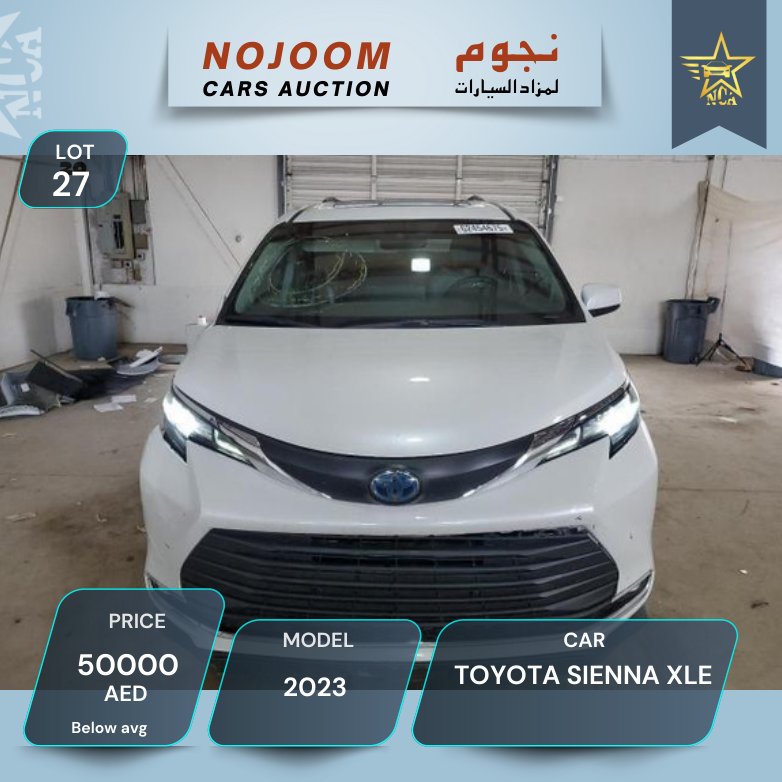 NOJOOM
CARS AUCTION
نجوم
لمزاد السيارات
NCA
NCA
LOT
27
PRICE
50000
AED
Below avg
MODEL
2023
CAR
TOYOTA SIENNA XLE